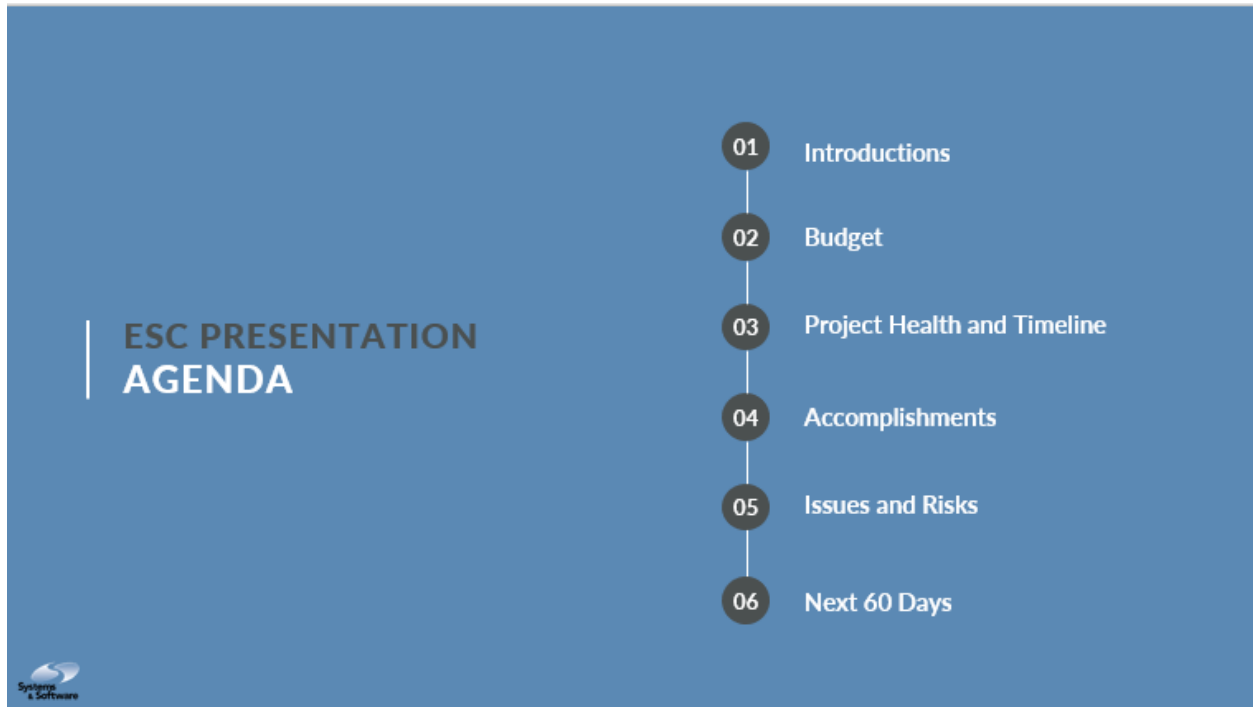 ESC PRESENTATION
AGENDA
01 Introductions
02 Budget
03 Project Health and Timeline
04 Accomplishments
05 Issues and Risks
06 Next 60 Days
Systems
& Software